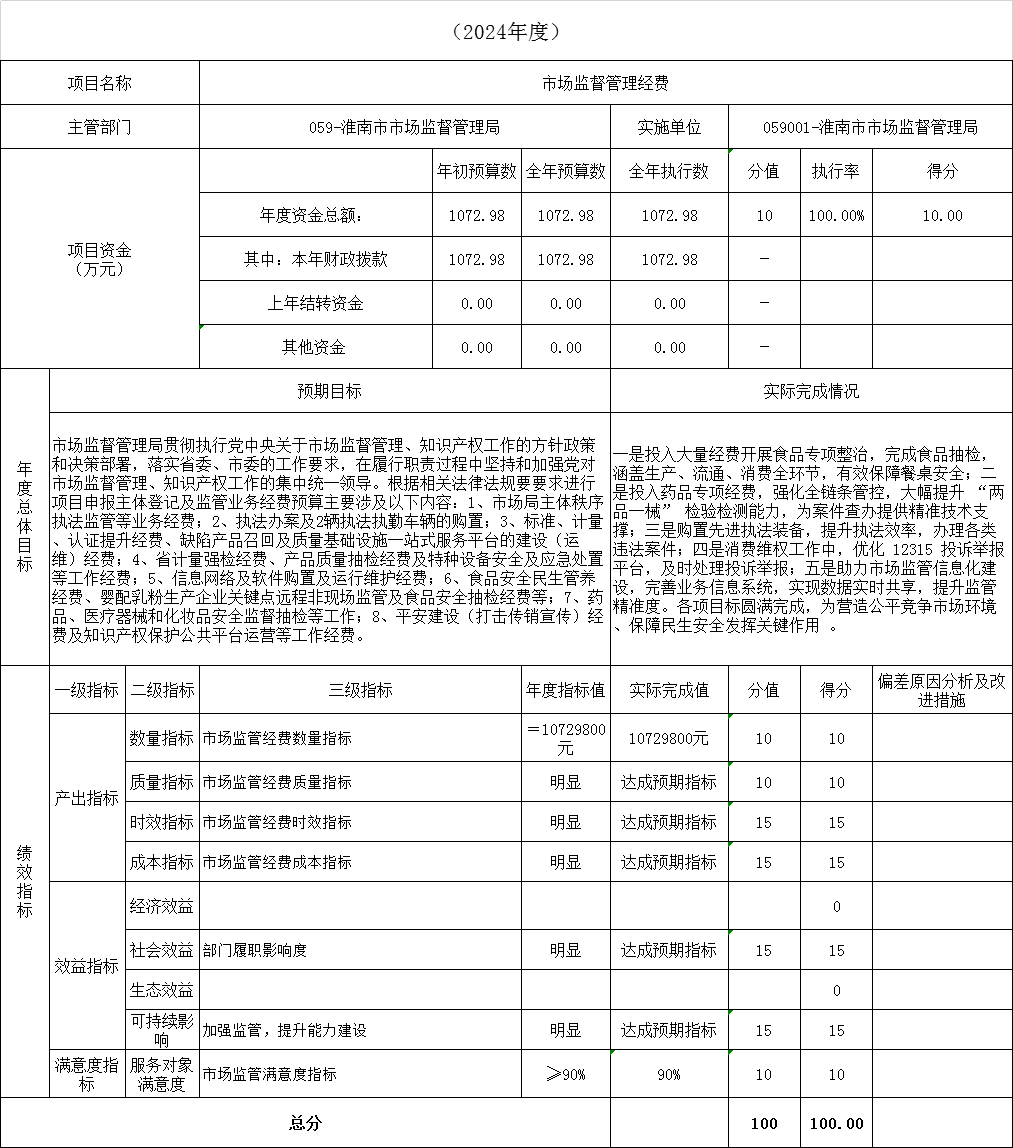 （2024年度）
项目名称
市场监督管理经费
主管部门
059-淮南市市场监督管理局
实施单位
059001-淮南市市场监督管理局
项目资金
（万元）
年初预算数
全年预算数
全年执行数
分值
执行率
得分
年度资金总额：
1072.98
1072.98
1072.98
10
100.00%
10.00
其中：本年财政拨款
1072.98
1072.98
1072.98
－
上年结转资金
0.00
0.00
0.00
－
其他资金
0.00
0.00
0.00
－
年度总体目标
预期目标
实际完成情况
市场监督管理局贯彻执行党中央关于市场监督管理、知识产权工作的方针政策
和决策部署，落实省委、市委的工作要求，在履行职责过程中坚持和加强党对
市场监督管理、知识产权工作的集中统一领导。根据相关法律法规要要求进行
项目申报主体登记及监管业务经费预算主要涉及以下内容：1、市场局主体秩序
执法监管等业务经费；2、执法办案及2辆执法执勤车辆的购置；3、标准、计量
、认证提升经费、缺陷产品召回及质量基础设施一站式服务平台的建设（运
维）经费；4、省计量强检经费、产品质量抽检经费及特种设备安全及应急处置
等工作经费；5、信息网络及软件购置及运行维护经费；6、食品安全民生管养
经费、婴配乳粉生产企业关键点远程非现场监管及食品安全抽检经费等；7、药
品、医疗器械和化妆品安全监督抽检等工作；8、平安建设（打击传销宣传）经
费及知识产权保护公共平台运营等工作经费。
一是投入大量经费开展食品专项整治，完成食品抽检，
涵盖生产、流通、消费全环节，有效保障餐桌安全；二
是投入药品专项经费，强化全链条管控，大幅提升 “两
品一械” 检验检测能力，为案件查办提供精准技术支
撑；三是购置先进执法装备，提升执法效率，办理各类
违法案件；四是消费维权工作中，优化 12315 投诉举报
平台，及时处理投诉举报；五是助力市场监管信息化建
设，完善业务信息系统，实现数据实时共享，提升监管
精准度。各项目标圆满完成，为营造公平竞争市场环境
、保障民生安全发挥关键作用 。
绩效指标
一级指标
二级指标
三级指标
年度指标值
实际完成值
分值
得分
偏差原因分析及改
进措施
产出指标
数量指标
市场监管经费数量指标
＝10729800
元
10729800元
10
10
质量指标
市场监管经费质量指标
明显
达成预期指标
10
10
时效指标
市场监管经费时效指标
明显
达成预期指标
15
15
成本指标
市场监管经费成本指标
明显
达成预期指标
15
15
效益指标
经济效益
0
社会效益
部门履职影响度
明显
达成预期指标
15
15
生态效益
0
可持续影
响
加强监管，提升能力建设
明显
达成预期指标
15
15
满意度指
标
服务对象
满意度
市场监管满意度指标
≥90%
90%
10
10
总分
100
100.00